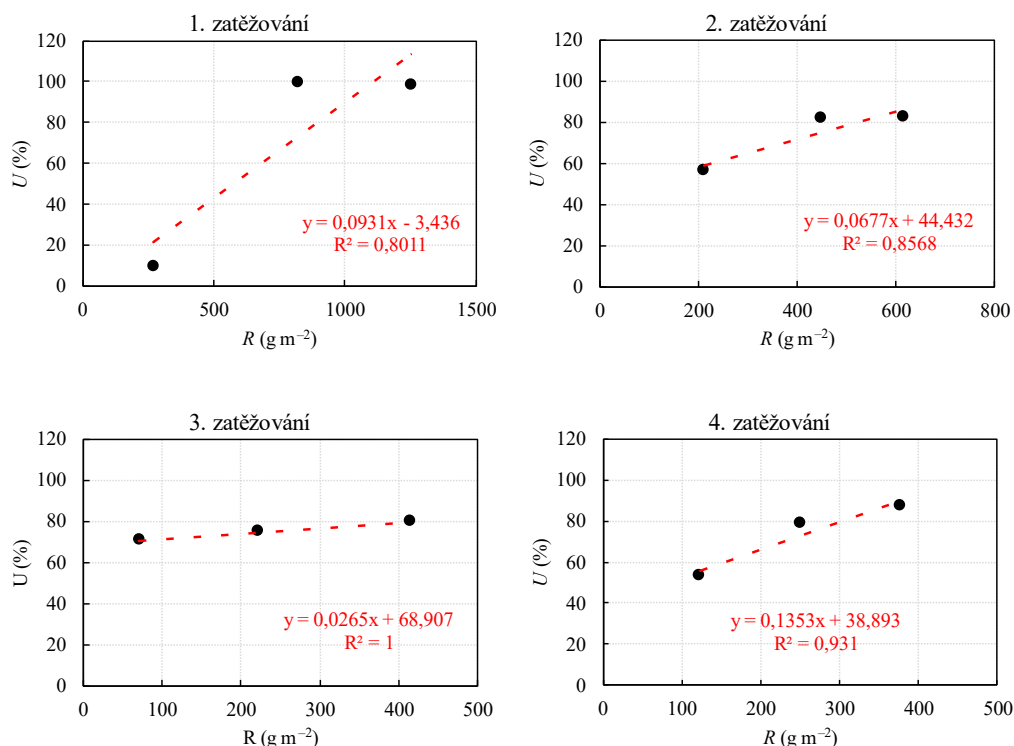 1. zatěžování
120
100
80
60
40
20
0
U (%)
y = 0,0931x - 3,436
R² = 0,8011
0 500 1000 1500
R (g m⁻²)
2. zatěžování
120
100
80
60
40
20
0
U (%)
y = 0,0677x + 44,432
R² = 0,8568
0 200 400 600 800
R (g m⁻²)
3. zatěžování
120
100
80
60
40
20
0
U (%)
y = 0,0265x + 68,907
R² = 1
0 100 200 300 400 500
R (g m⁻²)
4. zatěžování
120
100
80
60
40
20
0
U (%)
y = 0,1353x + 38,893
R² = 0,931
0 100 200 300 400 500
R (g m⁻²)